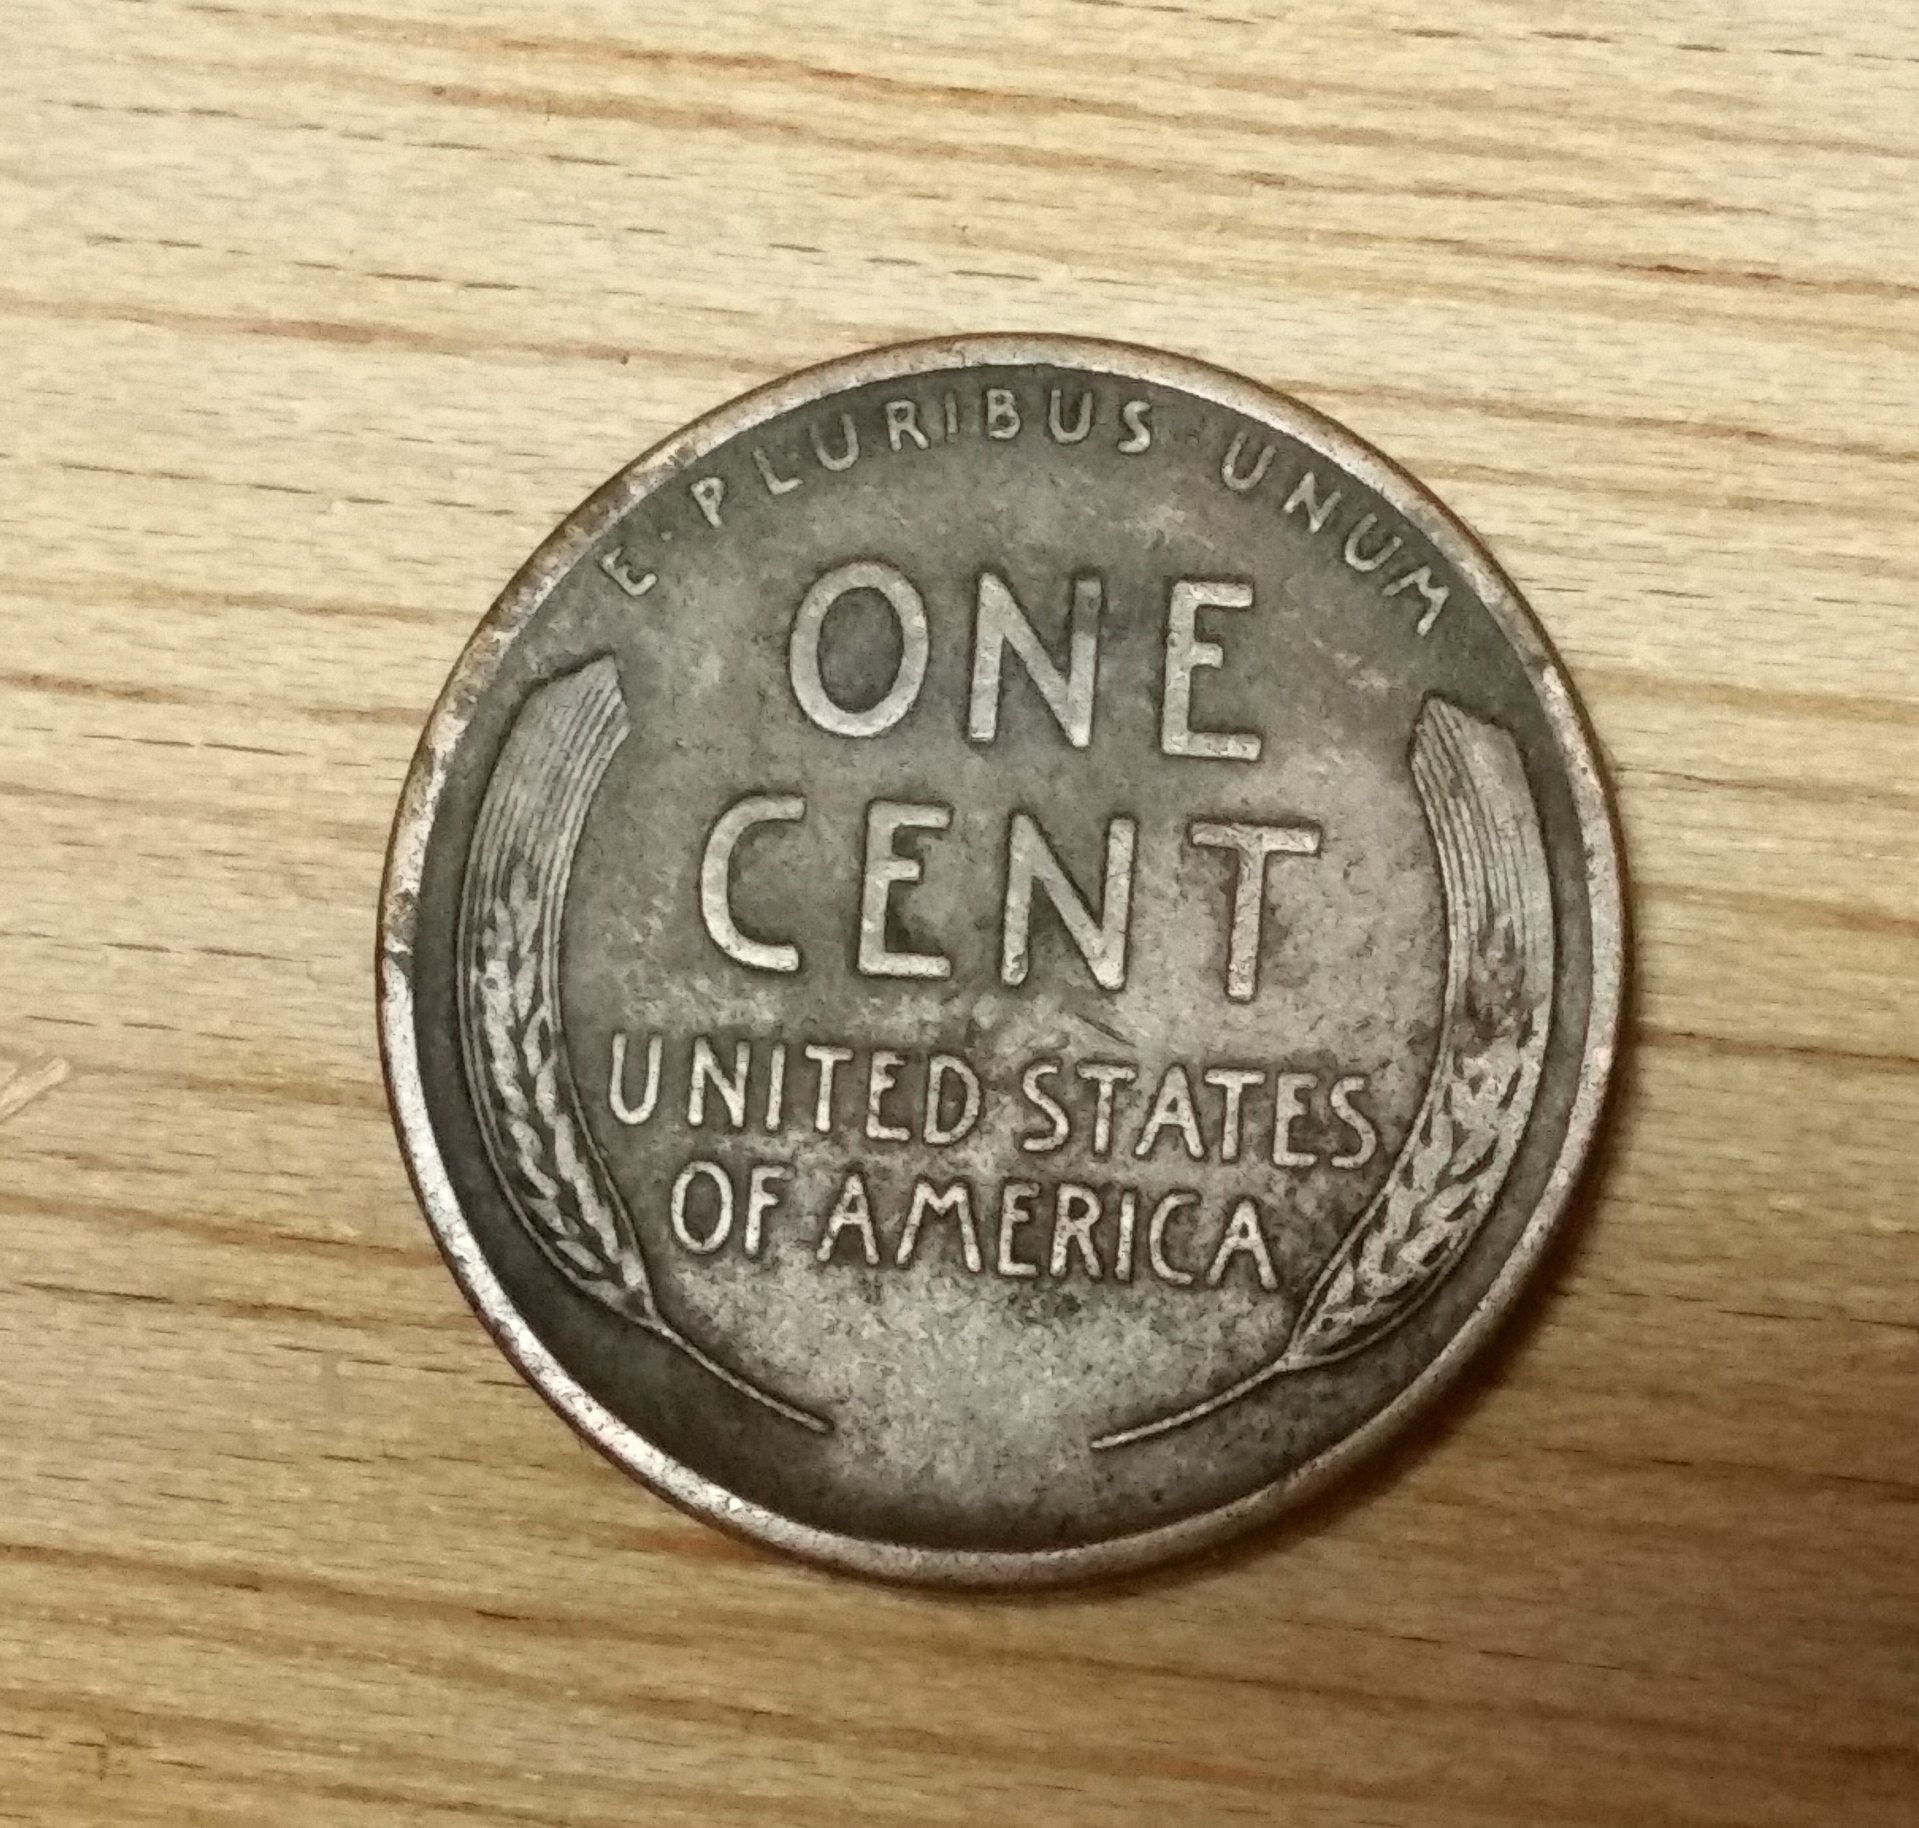 E·PLURIBUS·UNUM
ONE
CENT
UNITED STATES
OF AMERICA